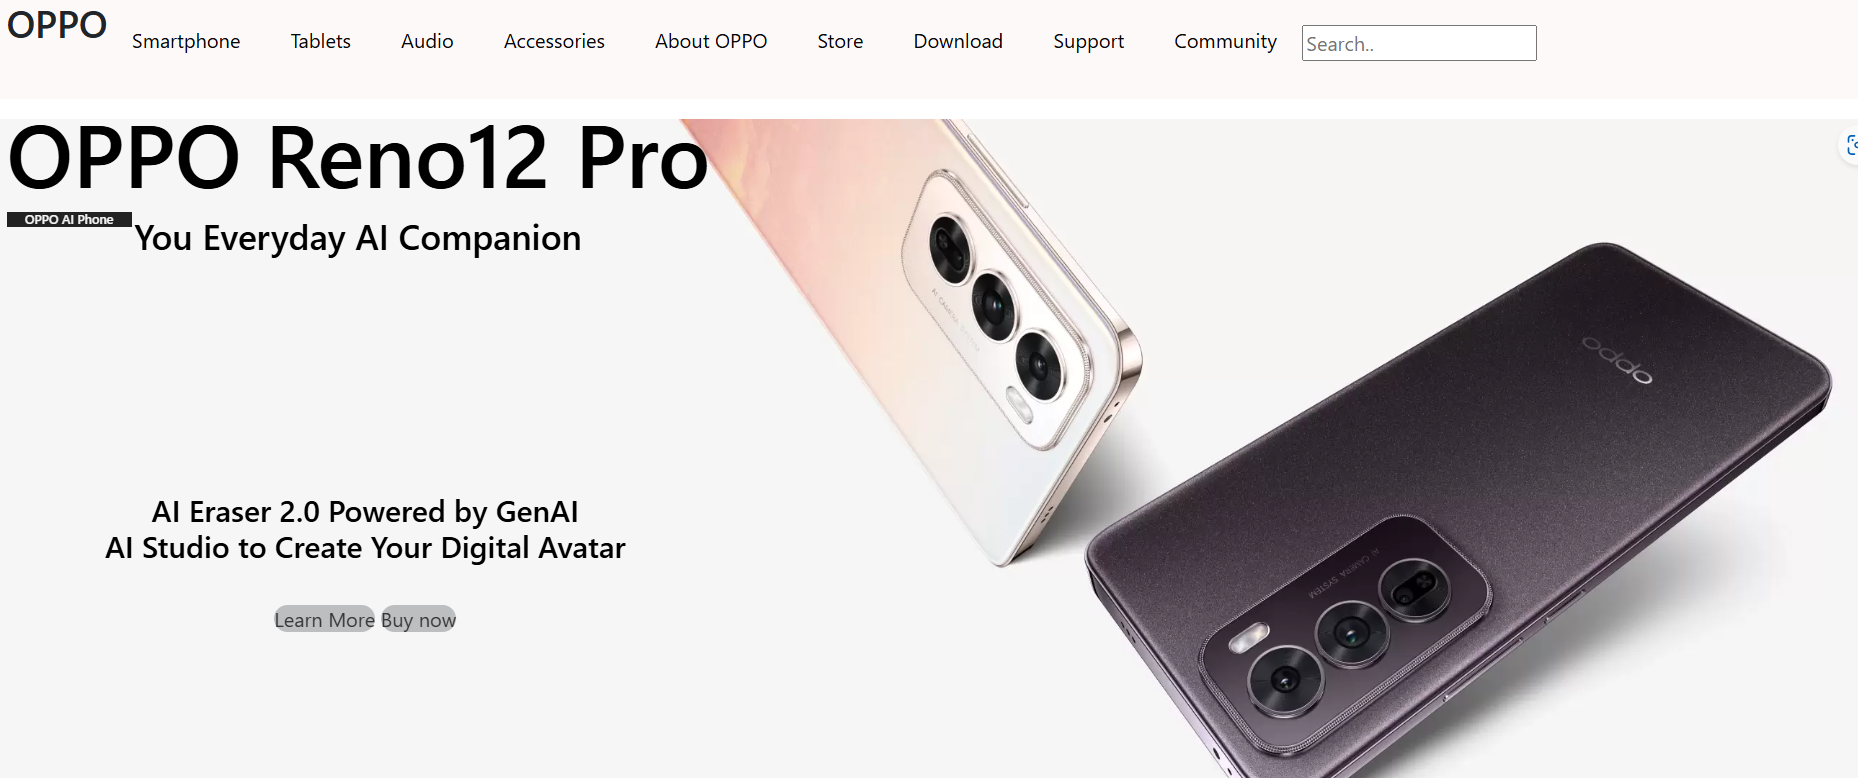 OPPO
Smartphone Tablets Audio Accessories About OPPO Store Download Support Community Search..
OPPO Reno12 Pro
OPPO AI Phone
You Everyday AI Companion
AI CAMERA
oppo
AI Eraser 2.0 Powered by GenAI
AI Studio to Create Your Digital Avatar
AI CAMERA SYSTEM
Learn More Buy now